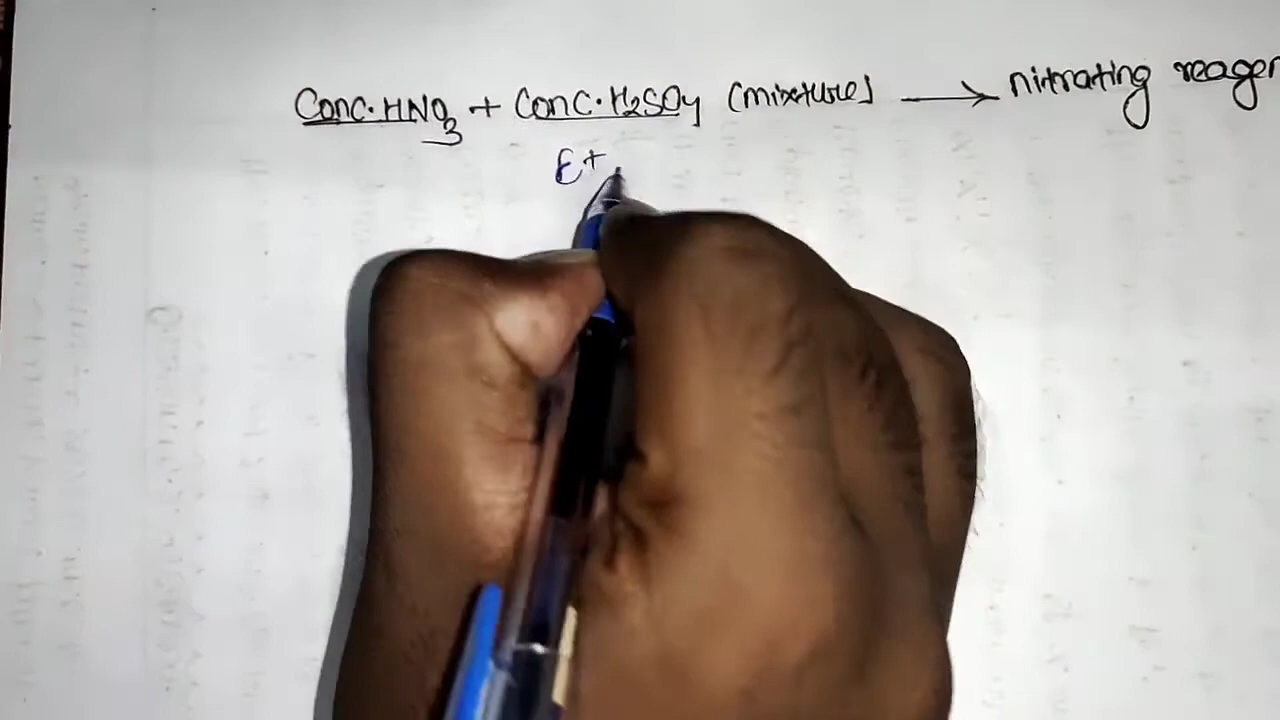 Conc. HNO3 + Conc. H2SO4 (mixture) → nitrating reagen
E+